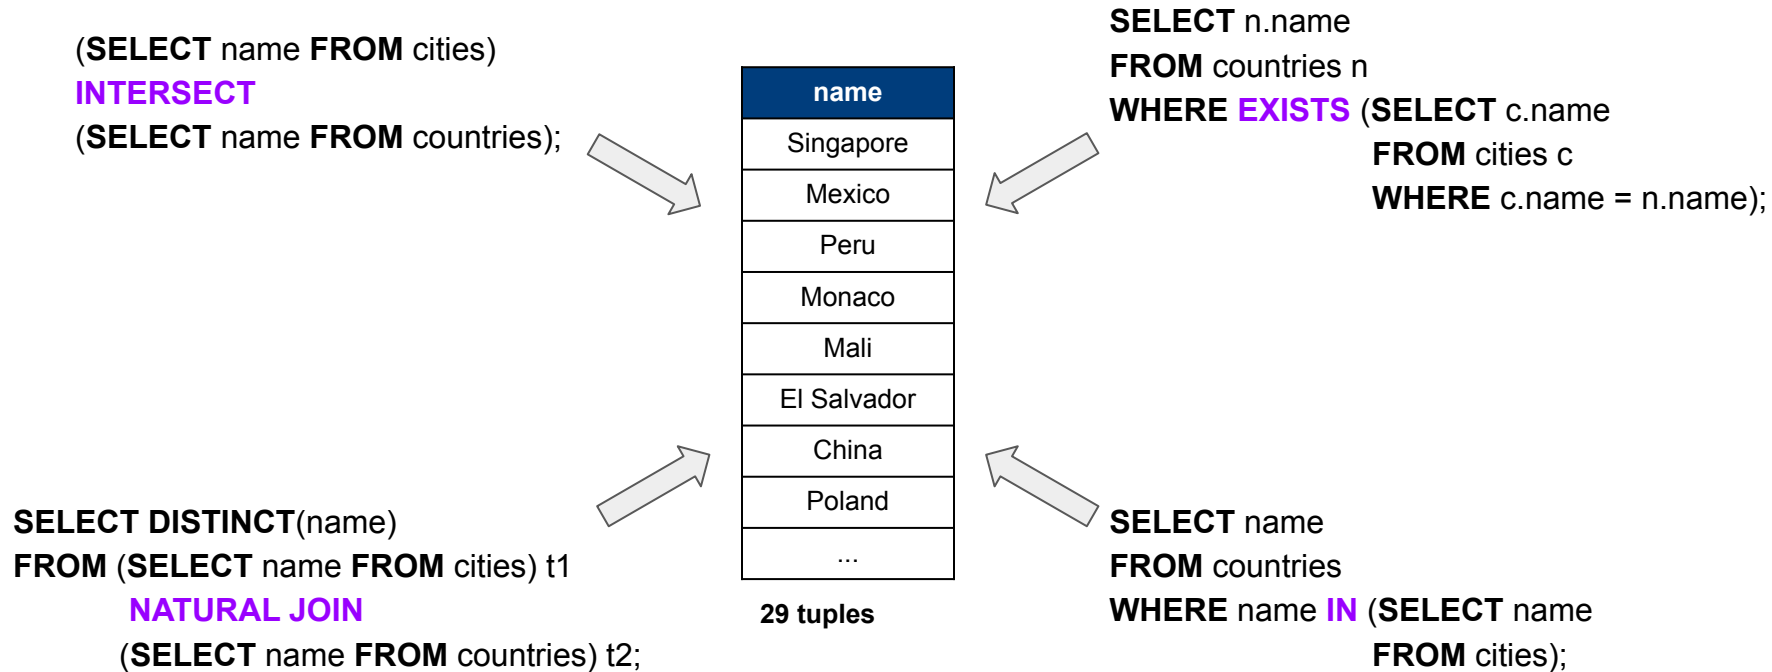 (SELECT name FROM cities)
INTERSECT
(SELECT name FROM countries);
SELECT n.name
FROM countries n
WHERE EXISTS (SELECT c.name
FROM cities c
WHERE c.name = n.name);
name
Singapore
Mexico
Peru
Monaco
Mali
El Salvador
China
Poland
...
29 tuples
SELECT DISTINCT(name)
FROM (SELECT name FROM cities) t1
NATURAL JOIN
(SELECT name FROM countries) t2;
SELECT name
FROM countries
WHERE name IN (SELECT name
FROM cities);